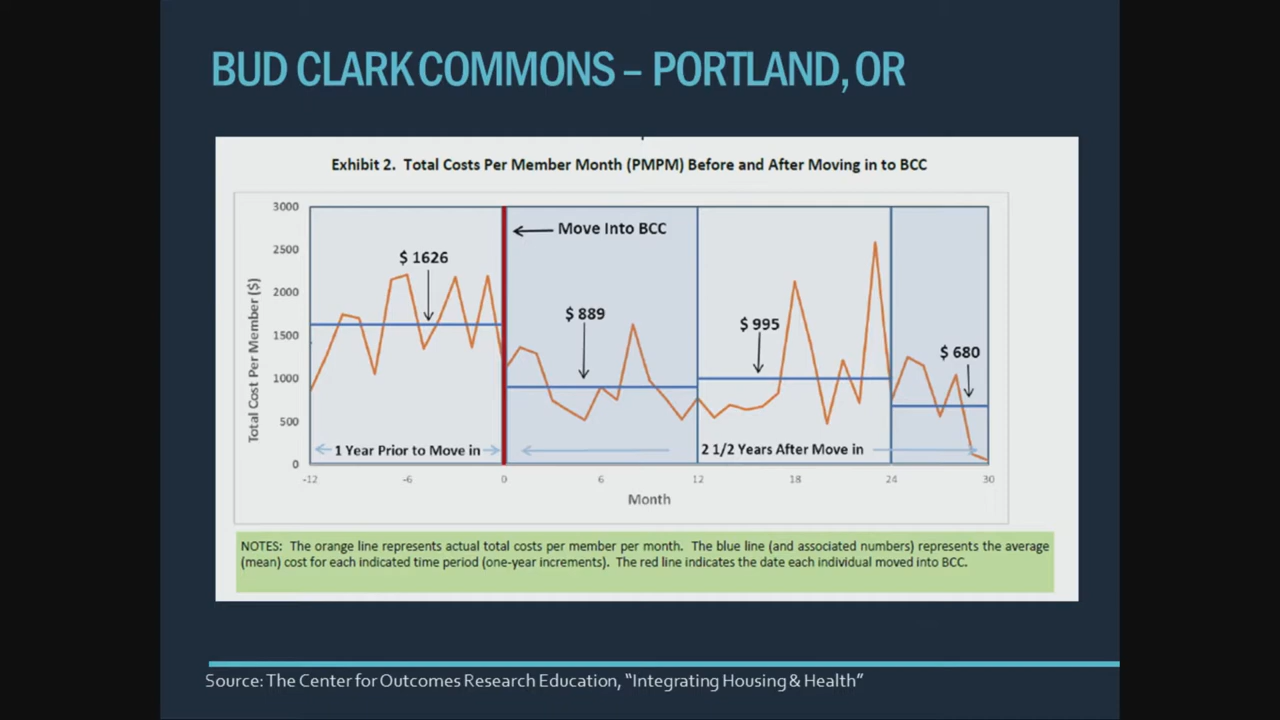 BUD CLARK COMMONS – PORTLAND, OR
Exhibit 2. Total Costs Per Member Month (PMPM) Before and After Moving in to BCC
Total Cost Per Member ($)
3000
2500
2000
1500
1000
500
0
$ 1626
Move Into BCC
$ 889
$ 995
$ 680
1 Year Prior to Move in
2 1/2 Years After Move in
-12
-6
0
6
12
18
24
30
Month
NOTES: The orange line represents actual total costs per member per month. The blue line (and associated numbers) represents the average
(mean) cost for each indicated time period (one-year increments). The red line indicates the date each individual moved into BCC.
Source: The Center for Outcomes Research Education, “Integrating Housing & Health”